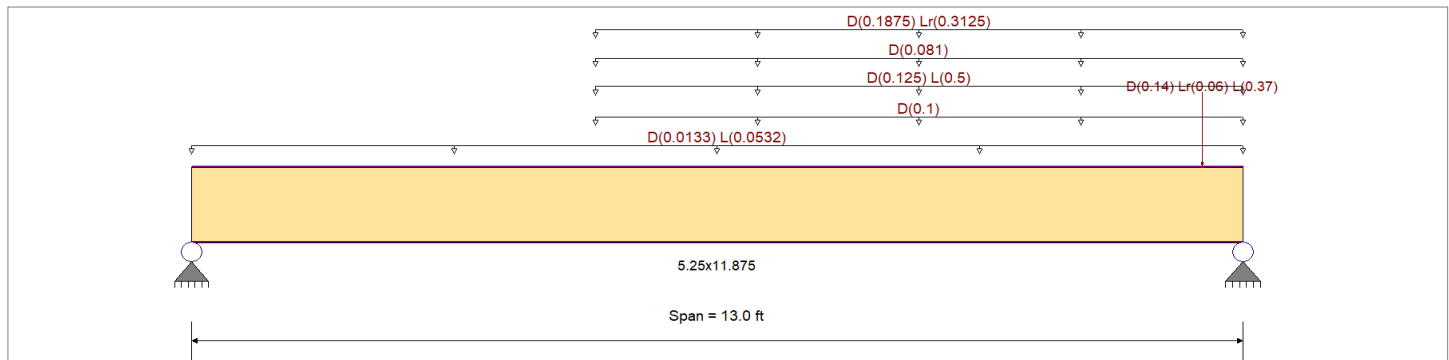 D(0.1875) Lr(0.3125)
D(0.081)
D(0.125) L(0.5)
D(0.14) Lr(0.06) L(0.37)
D(0.1)
D(0.0133) L(0.0532)
5.25x11.875
Span = 13.0 ft